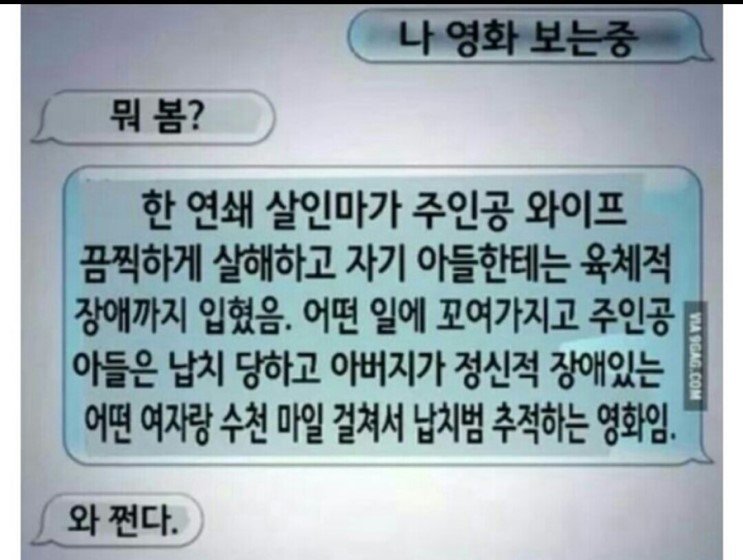 나 영화 보는중
뭐 봄?
한 연쇄 살인마가 주인공 와이프
끔찍하게 살해하고 자기 아들한테는 육체적
장애까지 입혔음. 어떤 일에 꼬여가지고 주인공
아들은 납치 당하고 아버지가 정신적 장애있는
어떤 여자랑 수천 마일 걸쳐서 납치범 추적하는 영화임.
VIA 9GAG.COM
와 쩐다.